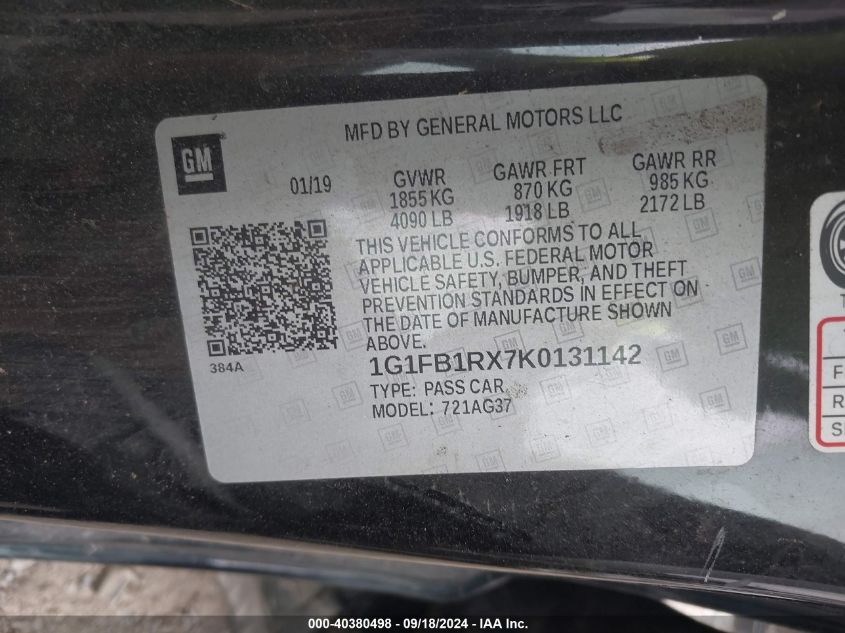 MFD BY GENERAL MOTORS LLC
GM
01/19
GVWR
1855 KG
4090 LB
GAWR FRT
870 KG
1918 LB
GAWR RR
985 KG
2172 LB
THIS VEHICLE CONFORMS TO ALL
APPLICABLE U.S. FEDERAL MOTOR
VEHICLE SAFETY, BUMPER, AND THEFT
PREVENTION STANDARDS IN EFFECT ON
THE DATE OF MANUFACTURE SHOWN
ABOVE.
384A
1G1FB1RX7K0131142
TYPE: PASS CAR
MODEL: 721AG37
000-40380498 - 09/18/2024 - IAA Inc.